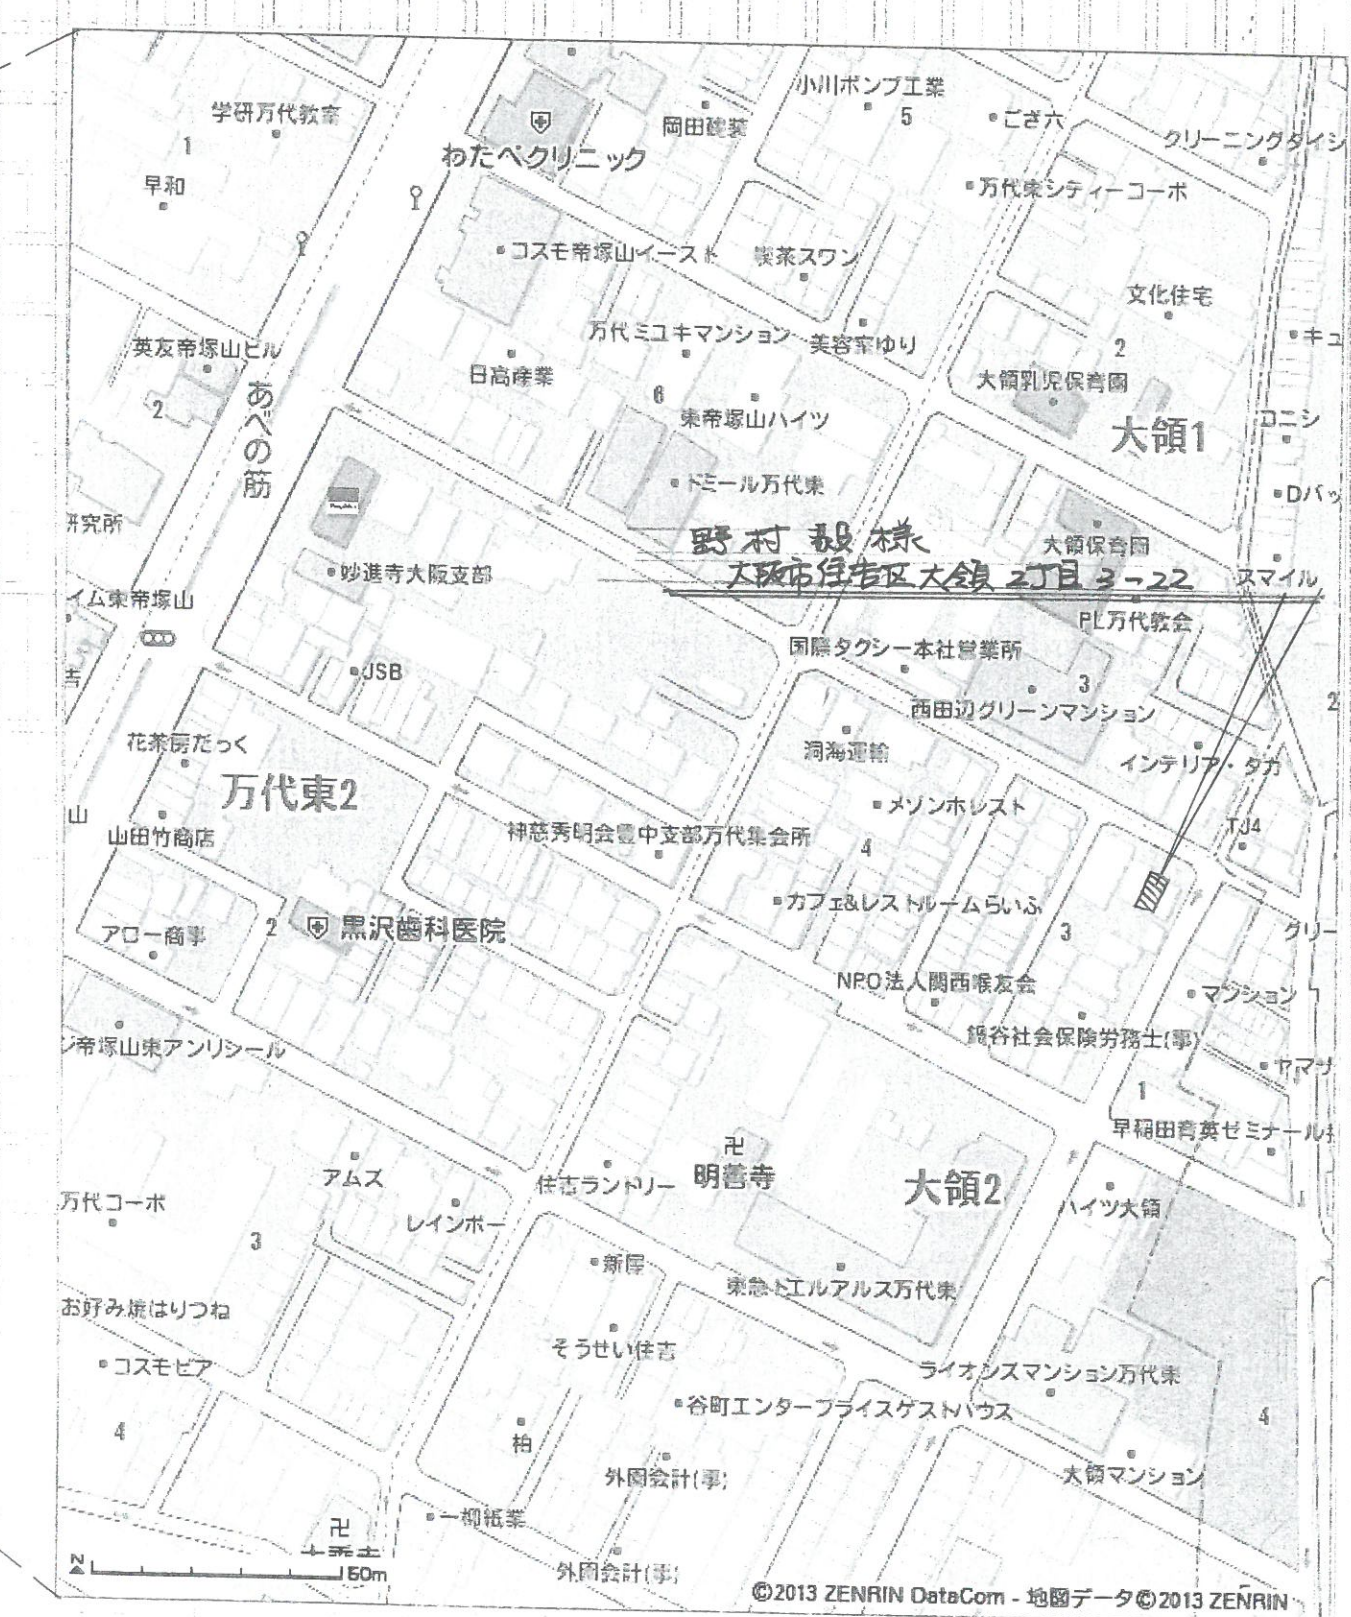 小川ポンプ工業
学研万代教室
5
ござ六
岡田建装
クリーニングタイシ
1
わたべクリニック
早和
万代東シティーコーポ
コスモ帝塚山イースト
喫茶スワン
文化住宅
万代ミユキマンション
美容室ゆり
キュ
英友帝塚山ビル
2
日高産業
大領乳児保育園
2
6
あべの筋
東帝塚山ハイツ
大領1
コニシ
ドミール万代東
Dパッ
研究所
野村 毅 様
大領保育園
大阪市住吉区大領2丁目3-22
妙進寺大阪支部
スマイル
イム東帝塚山
PL万代教会
国際タクシー本社営業所
JSB
3
吉
西田辺グリーンマンション
2
花茶房だっく
洞海運輸
インテリア・タカ
万代東2
メゾンホレスト
山
山田竹商店
神慈秀明会豊中支部万代集会所
TJ4
4
カフェ&レストルームらいふ
2
黒沢歯科医院
アロー商事
3
グリー
NPO法人関西喉友会
マンション
鍋谷社会保険労務士(事)
ン帝塚山東アンリシール
ヤマサ
1
早稲田育英ゼミナール
明善寺
アムズ
住吉ランドリー
大領2
万代コーポ
レインボー
ハイツ大領
3
新屋
東急ドエルアルス万代東
お好み焼はりつね
そうせい住吉
コスモピア
ライオンズマンション万代東
谷町エンタープライズゲストハウス
4
4
柏
外園会計(事)
大領マンション
一柳紙業
外園会計(事)
N
50m
©2013 ZENRIN DataCom - 地図データ©2013 ZENRIN